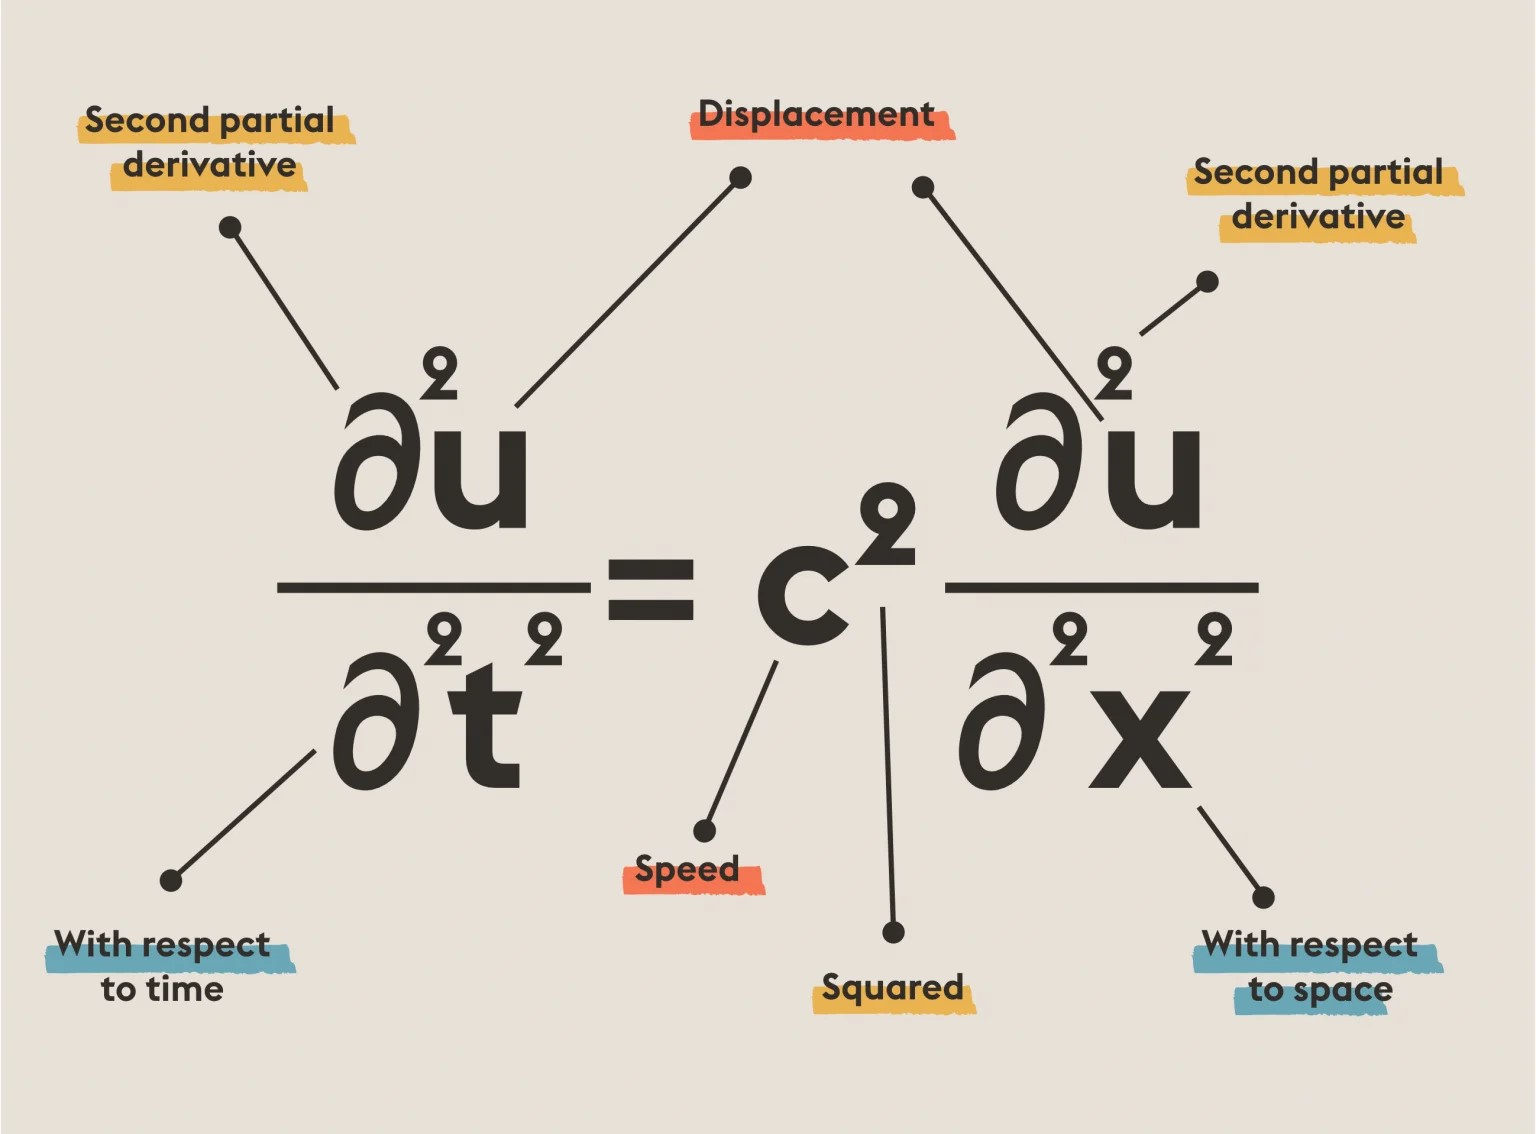 Second partial
derivative
Displacement
Second partial
derivative
∂²u
∂²t²
=
c²
∂²u
∂²x²
With respect
to time
Speed
Squared
With respect
to space